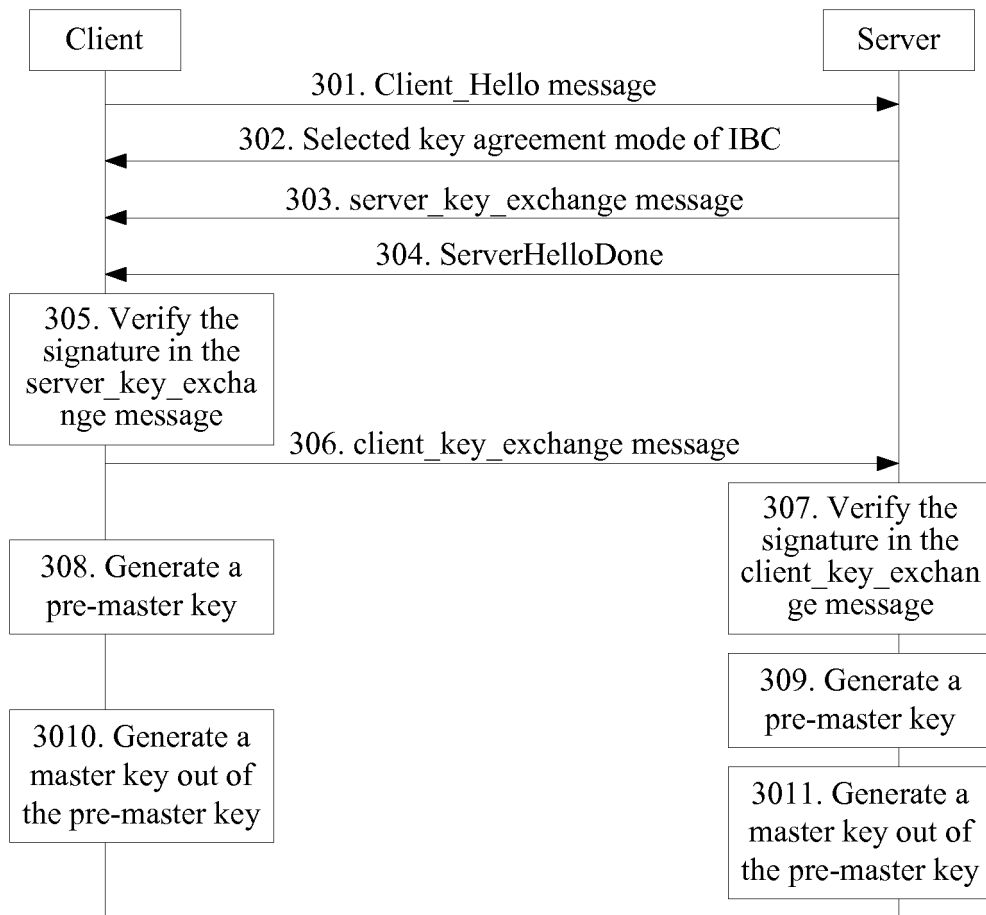 Client
Server
301. Client_Hello message
302. Selected key agreement mode of IBC
303. server_key_exchange message
304. ServerHelloDone
305. Verify the
signature in the
server_key_excha
nge message
306. client_key_exchange message
307. Verify the
signature in the
client_key_exchan
ge message
308. Generate a
pre-master key
309. Generate a
pre-master key
3010. Generate a
master key out of
the pre-master key
3011. Generate a
master key out of
the pre-master key